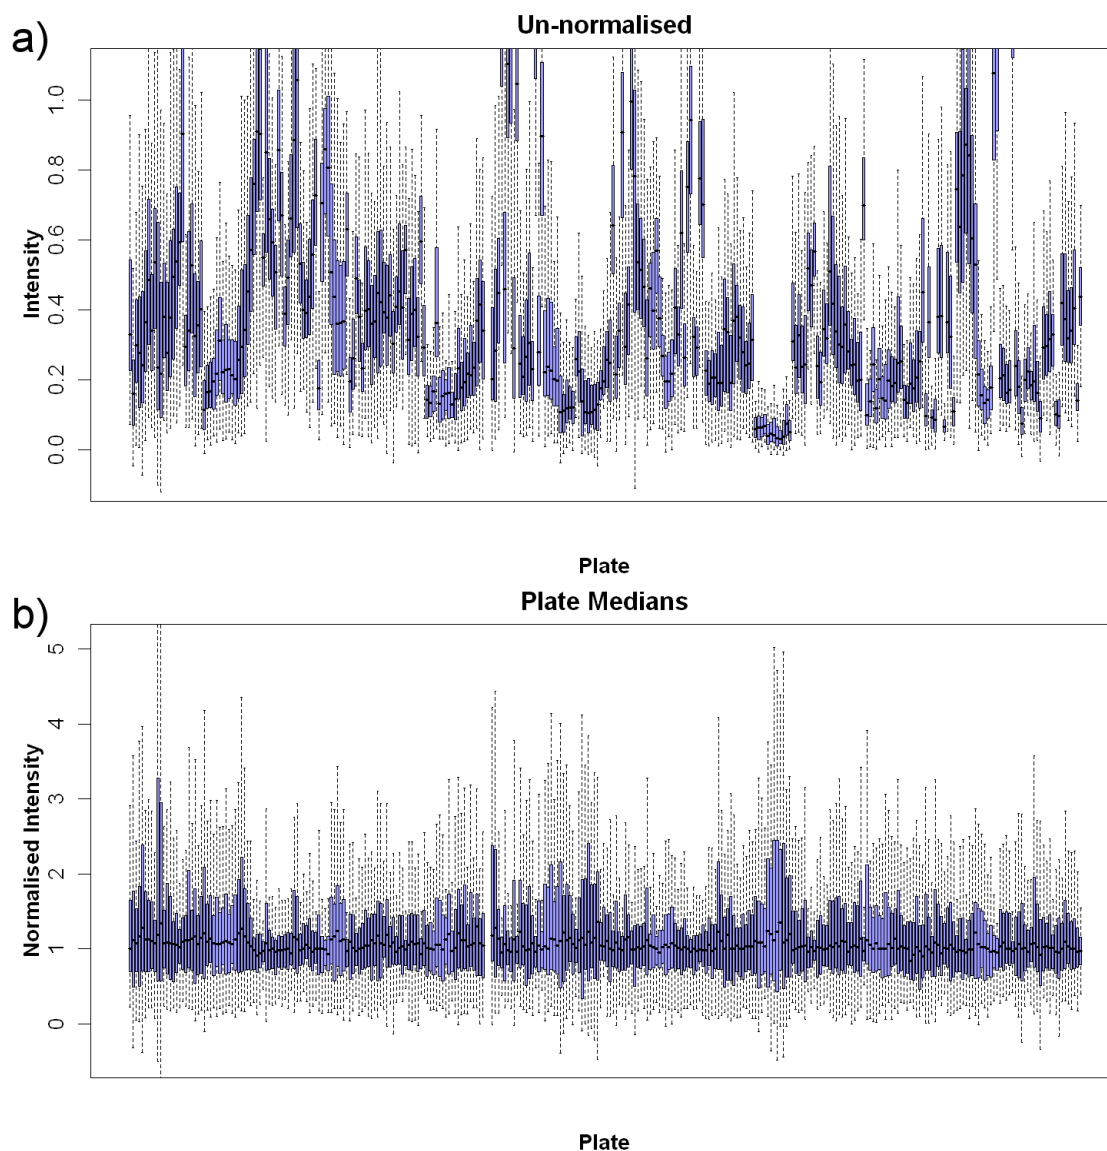 a)
Un-normalised
Intensity
1.0
0.8
0.6
0.4
0.2
0.0
Plate
b)
Plate Medians
Normalised Intensity
5
4
3
2
1
0
Plate